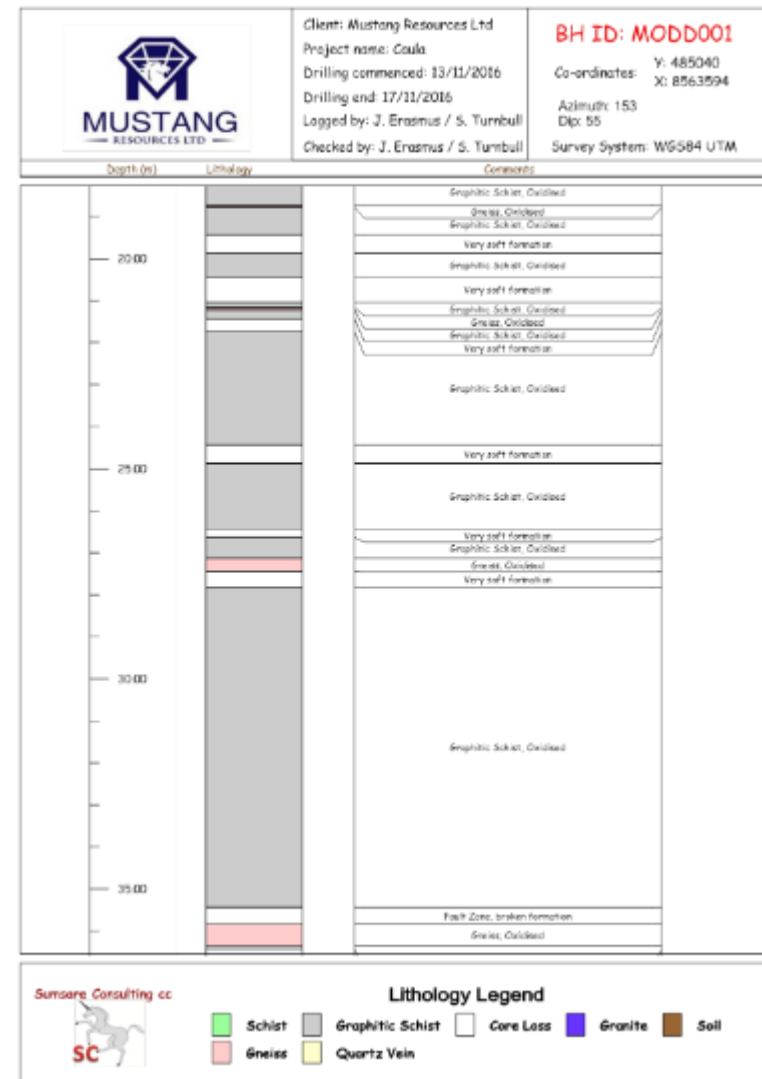 MUSTANG
RESOURCES LTD
Client: Mustang Resources Ltd
Project name: Caula
Drilling commenced: 13/11/2016
Drilling end: 17/11/2016
Logged by: J. Erasmus / S. Turnbull
Checked by: J. Erasmus / S. Turnbull
BH ID: MODD001
Co-ordinates: Y: 485040
X: 8563594
Azimuth: 153
Dip: 55
Survey System: WGS84 UTM
Depth (m) Lithology Comments
Graphitic Schist, Oxidised
Gneiss, Oxidised
Graphitic Schist, Oxidised
Very soft formation
20.00
Graphitic Schist, Oxidised
Very soft formation
Graphitic Schist, Oxidised
Gneiss, Oxidised
Graphitic Schist, Oxidised
Very soft formation
Graphitic Schist, Oxidised
Very soft formation
25.00
Graphitic Schist, Oxidised
Very soft formation
Graphitic Schist, Oxidised
Gneiss, Oxidised
Very soft formation
30.00
Graphitic Schist, Oxidised
35.00
Fault Zone, broken formation
Gneiss, Oxidised
Sumsare Consulting cc
SC
Lithology Legend
Schist Graphitic Schist Core Loss Granite Soil
Gneiss Quartz Vein